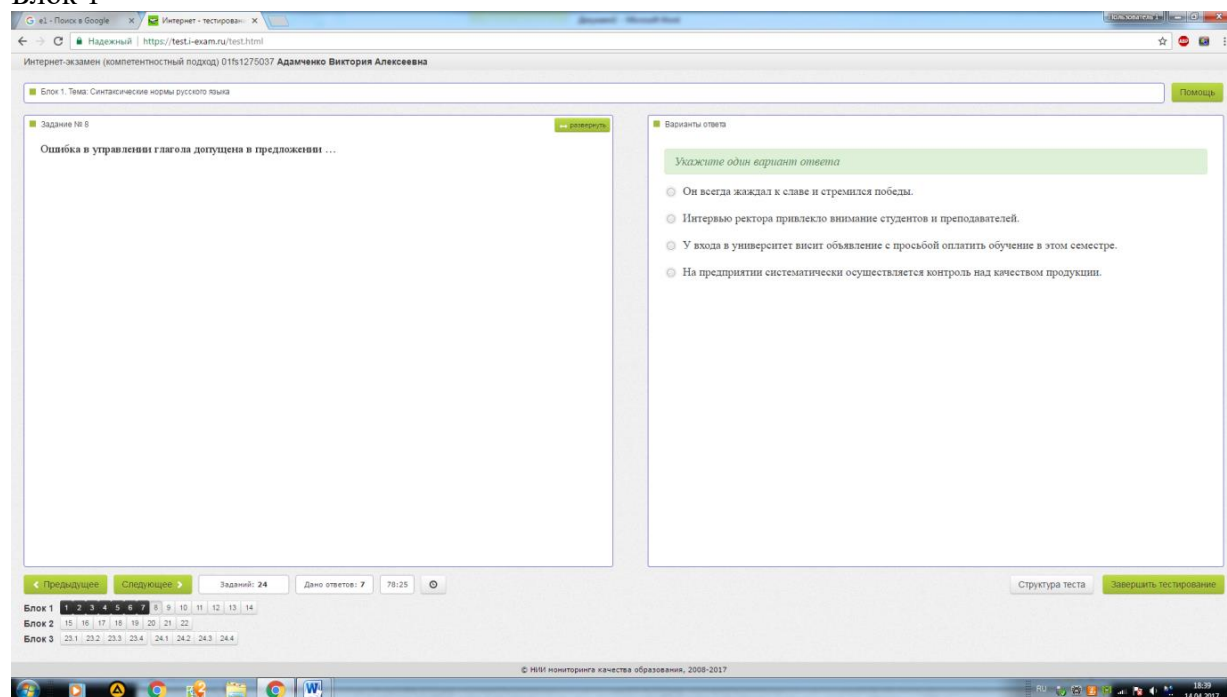 Блок 1
e1 - Поиск в Google
Интернет - тестирован
Надежный | https://test.i-exam.ru/test.html
Интернет-экзамен (компетентностный подход) 01fs1275037 Адамченко Виктория Алексеевна
Блок 1. Тема: Синтаксические нормы русского языка
Помощь
Задание № 8
развернуть
Ошибка в управлении глагола допущена в предложении …
Варианты ответа
Укажите один вариант ответа
Он всегда жаждал к славе и стремился победы.
Интервью ректора привлекло внимание студентов и преподавателей.
У входа в университет висит объявление с просьбой оплатить обучение в этом семестре.
На предприятии систематически осуществляется контроль над качеством продукции.
Предыдущее Следующее Заданий: 24 Дано ответов: 7 78:25
Структура теста Завершить тестирование
Блок 1 1 2 3 4 5 6 7 8 9 10 11 12 13 14
Блок 2 15 16 17 18 19 20 21 22
Блок 3 23.1 23.2 23.3 23.4 24.1 24.2 24.3 24.4
© НИИ мониторинга качества образования, 2008-2017
RU 18:39
14.04.2017